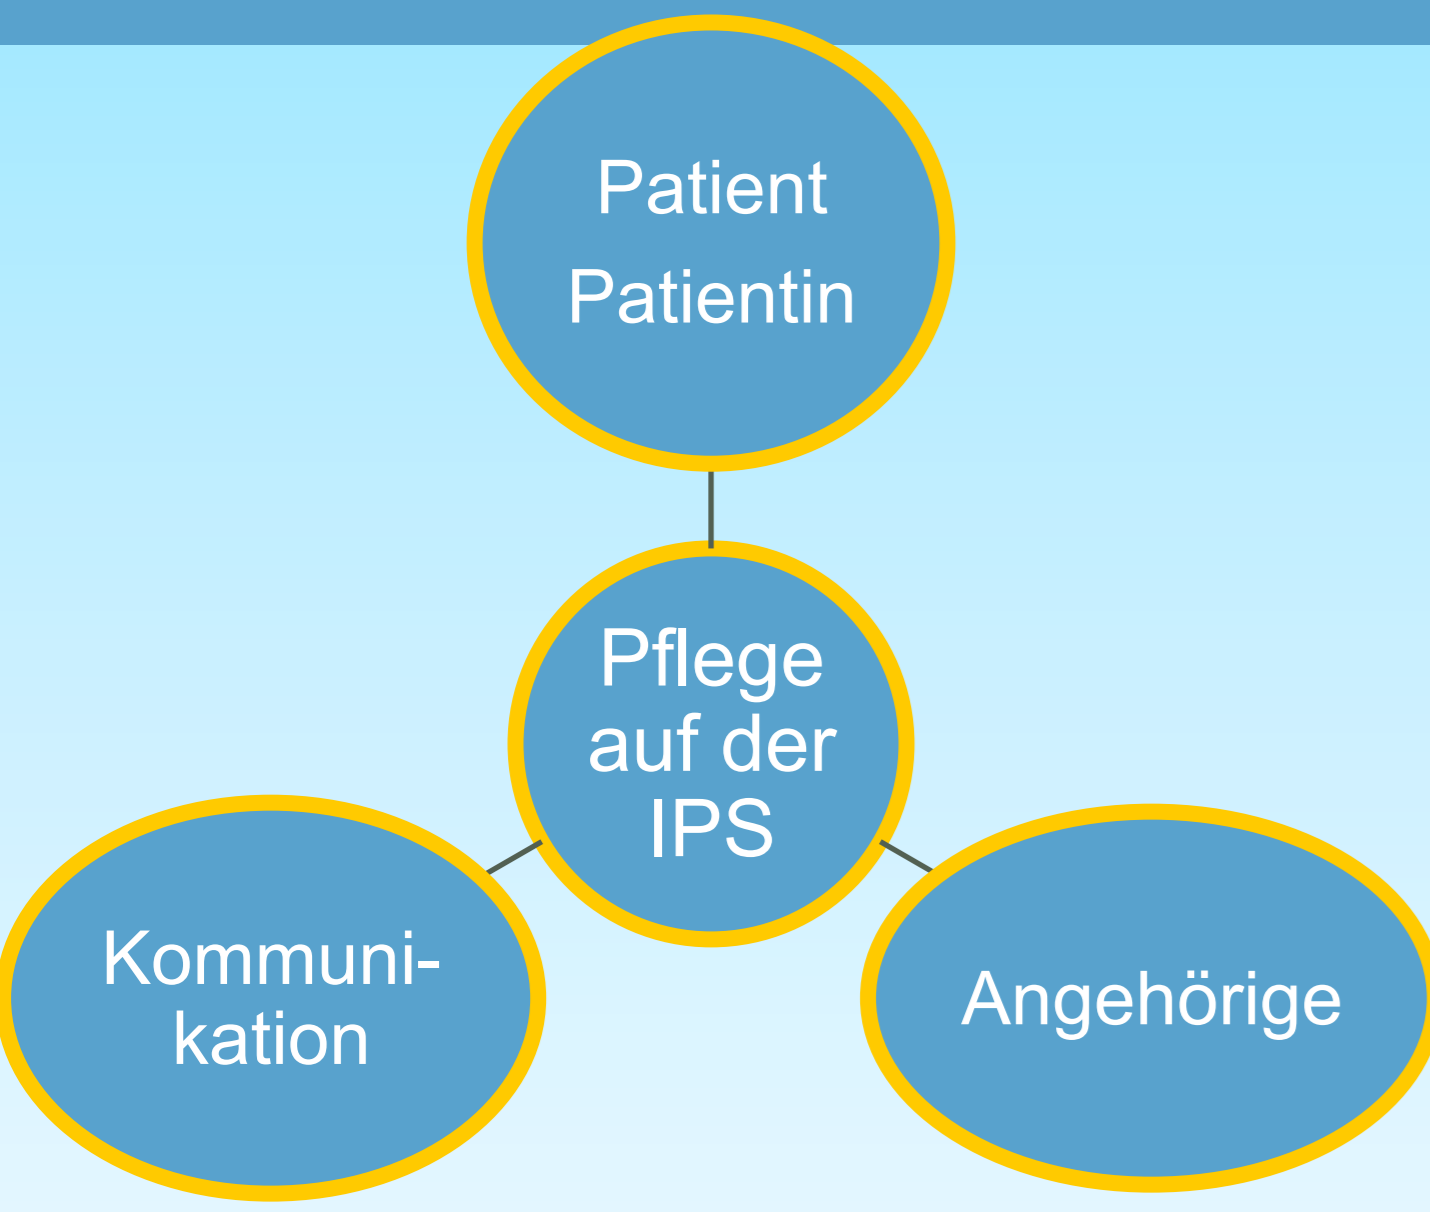 Patient
Patientin
Pflege
auf der
IPS
Kommuni-
kation
Angehörige